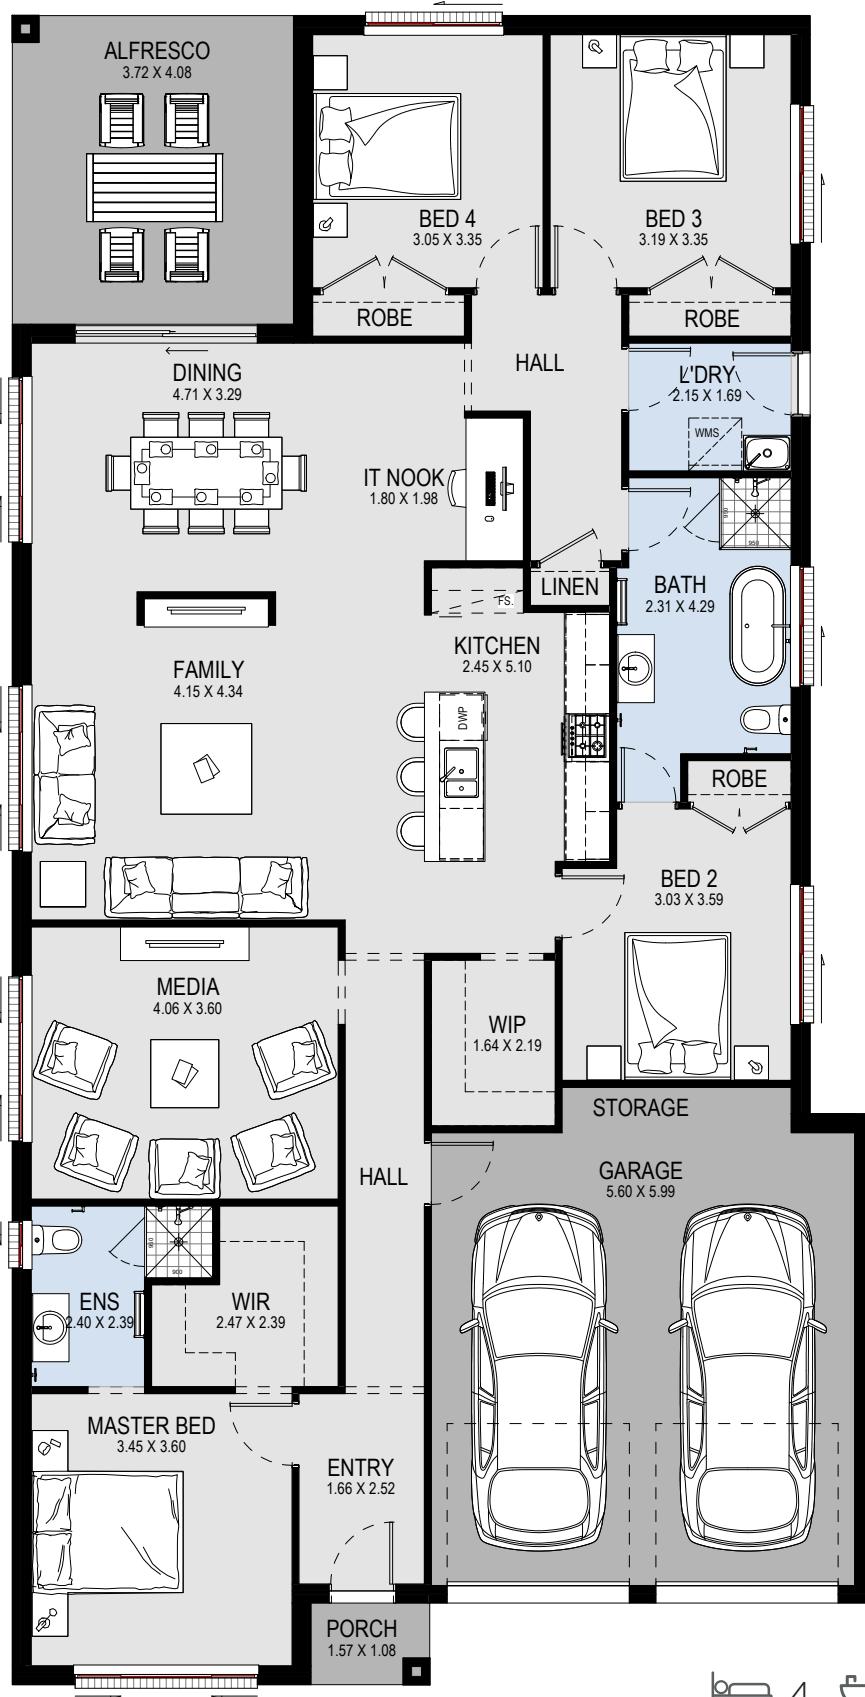 ALFRESCO
3.72 X 4.08
BED 4
3.05 X 3.35
BED 3
3.19 X 3.35
ROBE
ROBE
HALL
DINING
4.71 X 3.29
L'DRY
2.15 X 1.69
WMS
IT NOOK
1.80 X 1.98
950
950
LINEN
BATH
2.31 X 4.29
FS.
KITCHEN
2.45 X 5.10
FAMILY
4.15 X 4.34
DWP
ROBE
BED 2
3.03 X 3.59
MEDIA
4.06 X 3.60
WIP
1.64 X 2.19
STORAGE
HALL
GARAGE
5.60 X 5.99
900
ENS
2.40 X 2.39
WIR
2.47 X 2.39
MASTER BED
3.45 X 3.60
ENTRY
1.66 X 2.52
PORCH
1.57 X 1.08
4